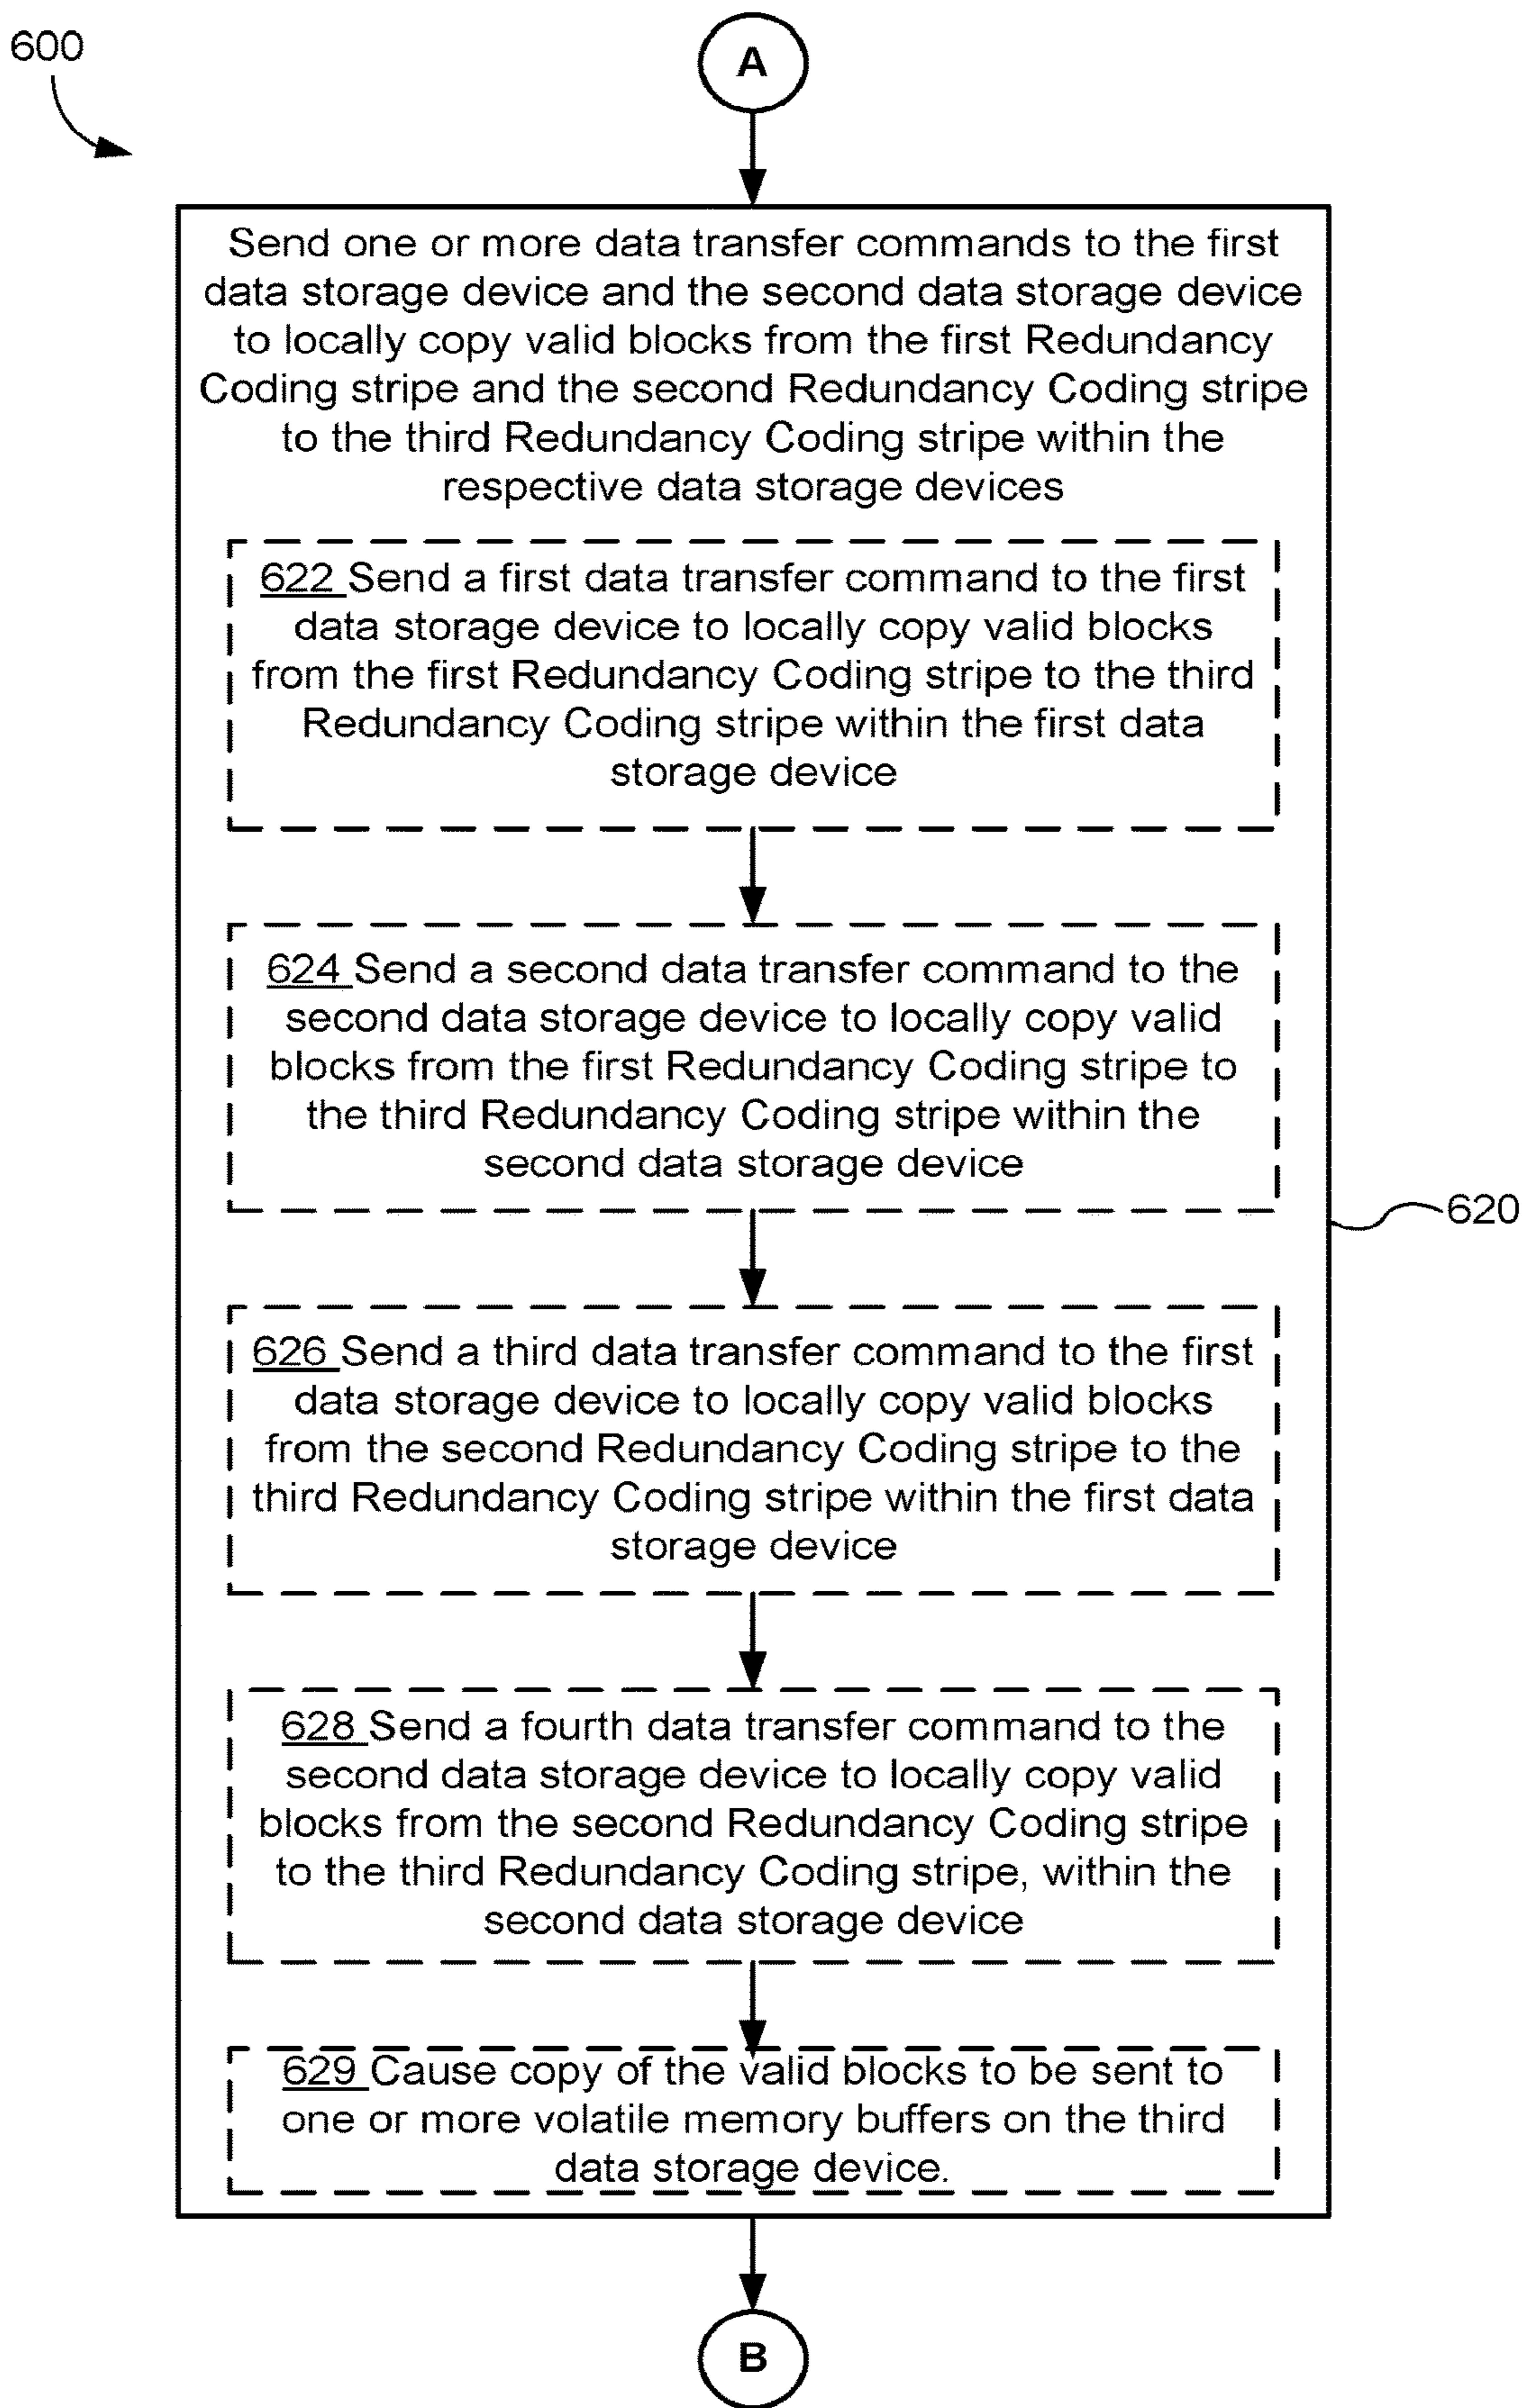 600
A
Send one or more data transfer commands to the first
data storage device and the second data storage device
to locally copy valid blocks from the first Redundancy
Coding stripe and the second Redundancy Coding stripe
to the third Redundancy Coding stripe within the
respective data storage devices
622 Send a first data transfer command to the first
data storage device to locally copy valid blocks
from the first Redundancy Coding stripe to the third
Redundancy Coding stripe within the first data
storage device
624 Send a second data transfer command to the
second data storage device to locally copy valid
blocks from the first Redundancy Coding stripe to
the third Redundancy Coding stripe within the
second data storage device
620
626 Send a third data transfer command to the first
data storage device to locally copy valid blocks
from the second Redundancy Coding stripe to the
third Redundancy Coding stripe within the first data
storage device
628 Send a fourth data transfer command to the
second data storage device to locally copy valid
blocks from the second Redundancy Coding stripe
to the third Redundancy Coding stripe, within the
second data storage device
629 Cause copy of the valid blocks to be sent to
one or more volatile memory buffers on the third
data storage device.
B